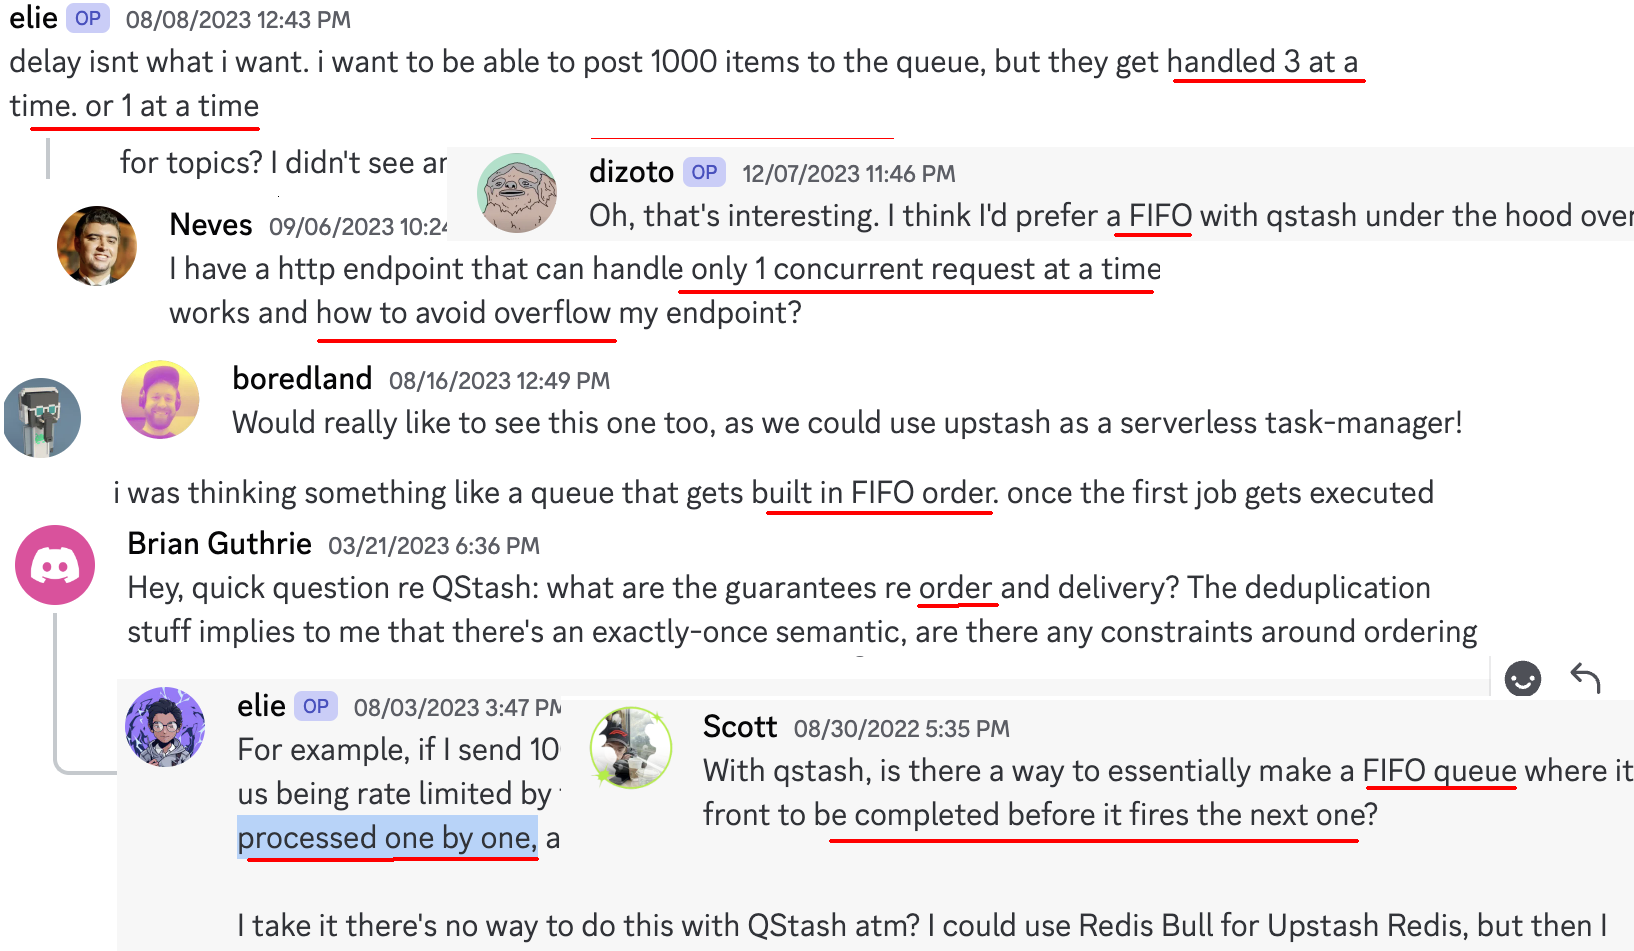 elie OP 08/08/2023 12:43 PM
delay isnt what i want. i want to be able to post 1000 items to the queue, but they get handled 3 at a
time. or 1 at a time
for topics? I didn't see
dizoto OP 12/07/2023 11:46 PM
Oh, that's interesting. I think I'd prefer a FIFO with qstash under the hood over
Neves 09/06/2023 10:24
I have a http endpoint that can handle only 1 concurrent request at a time
works and how to avoid overflow my endpoint?
boredland 08/16/2023 12:49 PM
Would really like to see this one too, as we could use upstash as a serverless task-manager!
i was thinking something like a queue that gets built in FIFO order. once the first job gets executed
Brian Guthrie 03/21/2023 6:36 PM
Hey, quick question re QStash: what are the guarantees re order and delivery? The deduplication
stuff implies to me that there's an exactly-once semantic, are there any constraints around ordering
elie OP 08/03/2023 3:47 PM
For example, if I send 10
us being rate limited by
processed one by one, a
Scott 08/30/2022 5:35 PM
With qstash, is there a way to essentially make a FIFO queue where it
front to be completed before it fires the next one?
I take it there's no way to do this with QStash atm? I could use Redis Bull for Upstash Redis, but then I